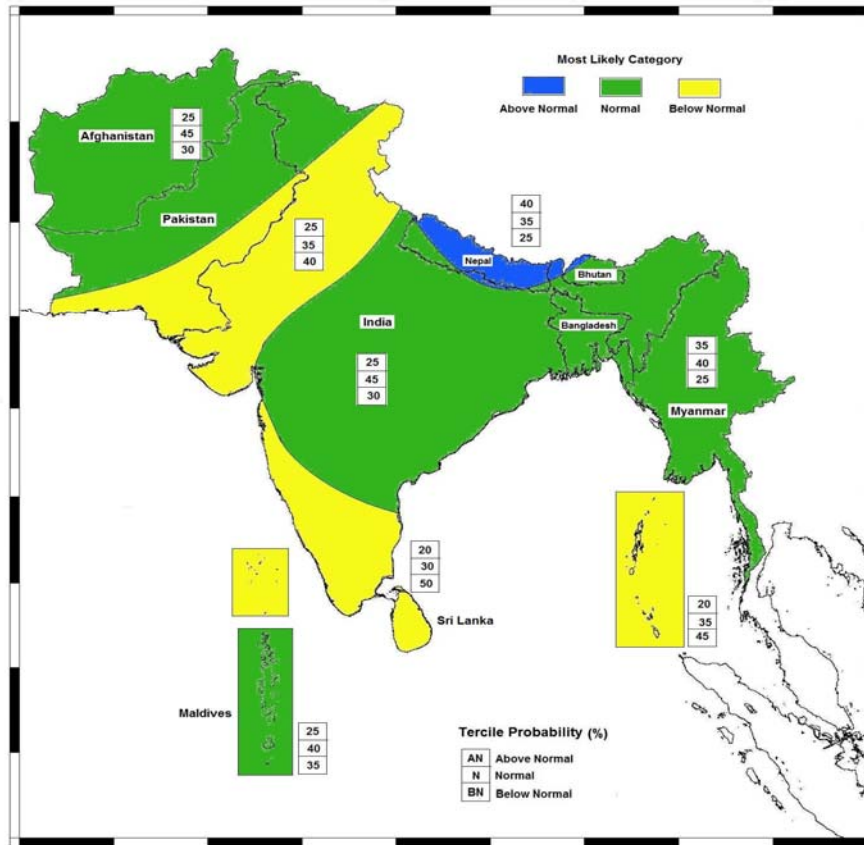 Most Likely Category
Above Normal
Normal
Below Normal
25
45
30
Afghanistan
Pakistan
25
35
40
40
35
25
Nepal
Bhutan
India
Bangladesh
25
45
30
35
40
25
Myanmar
20
30
50
Sri Lanka
20
35
45
Maldives
25
40
35
Tercile Probability (%)
AN Above Normal
N Normal
BN Below Normal